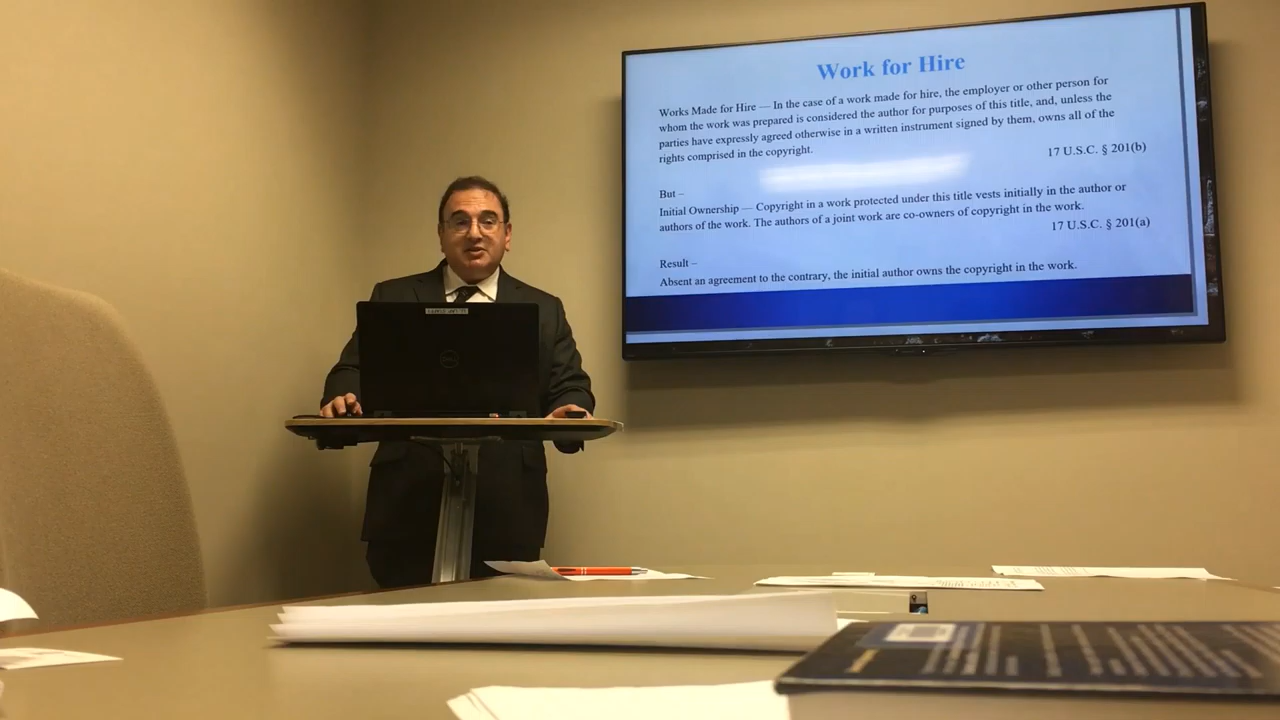 Work for Hire
Works Made for Hire — In the case of a work made for hire, the employer or other person for
whom the work was prepared is considered the author for purposes of this title, and, unless the
parties have expressly agreed otherwise in a written instrument signed by them, owns all of the
rights comprised in the copyright.
17 U.S.C. § 201(b)
But –
Initial Ownership — Copyright in a work protected under this title vests initially in the author or
authors of the work. The authors of a joint work are co-owners of copyright in the work.
17 U.S.C. § 201(a)
Result –
Absent an agreement to the contrary, the initial author owns the copyright in the work.
DELL